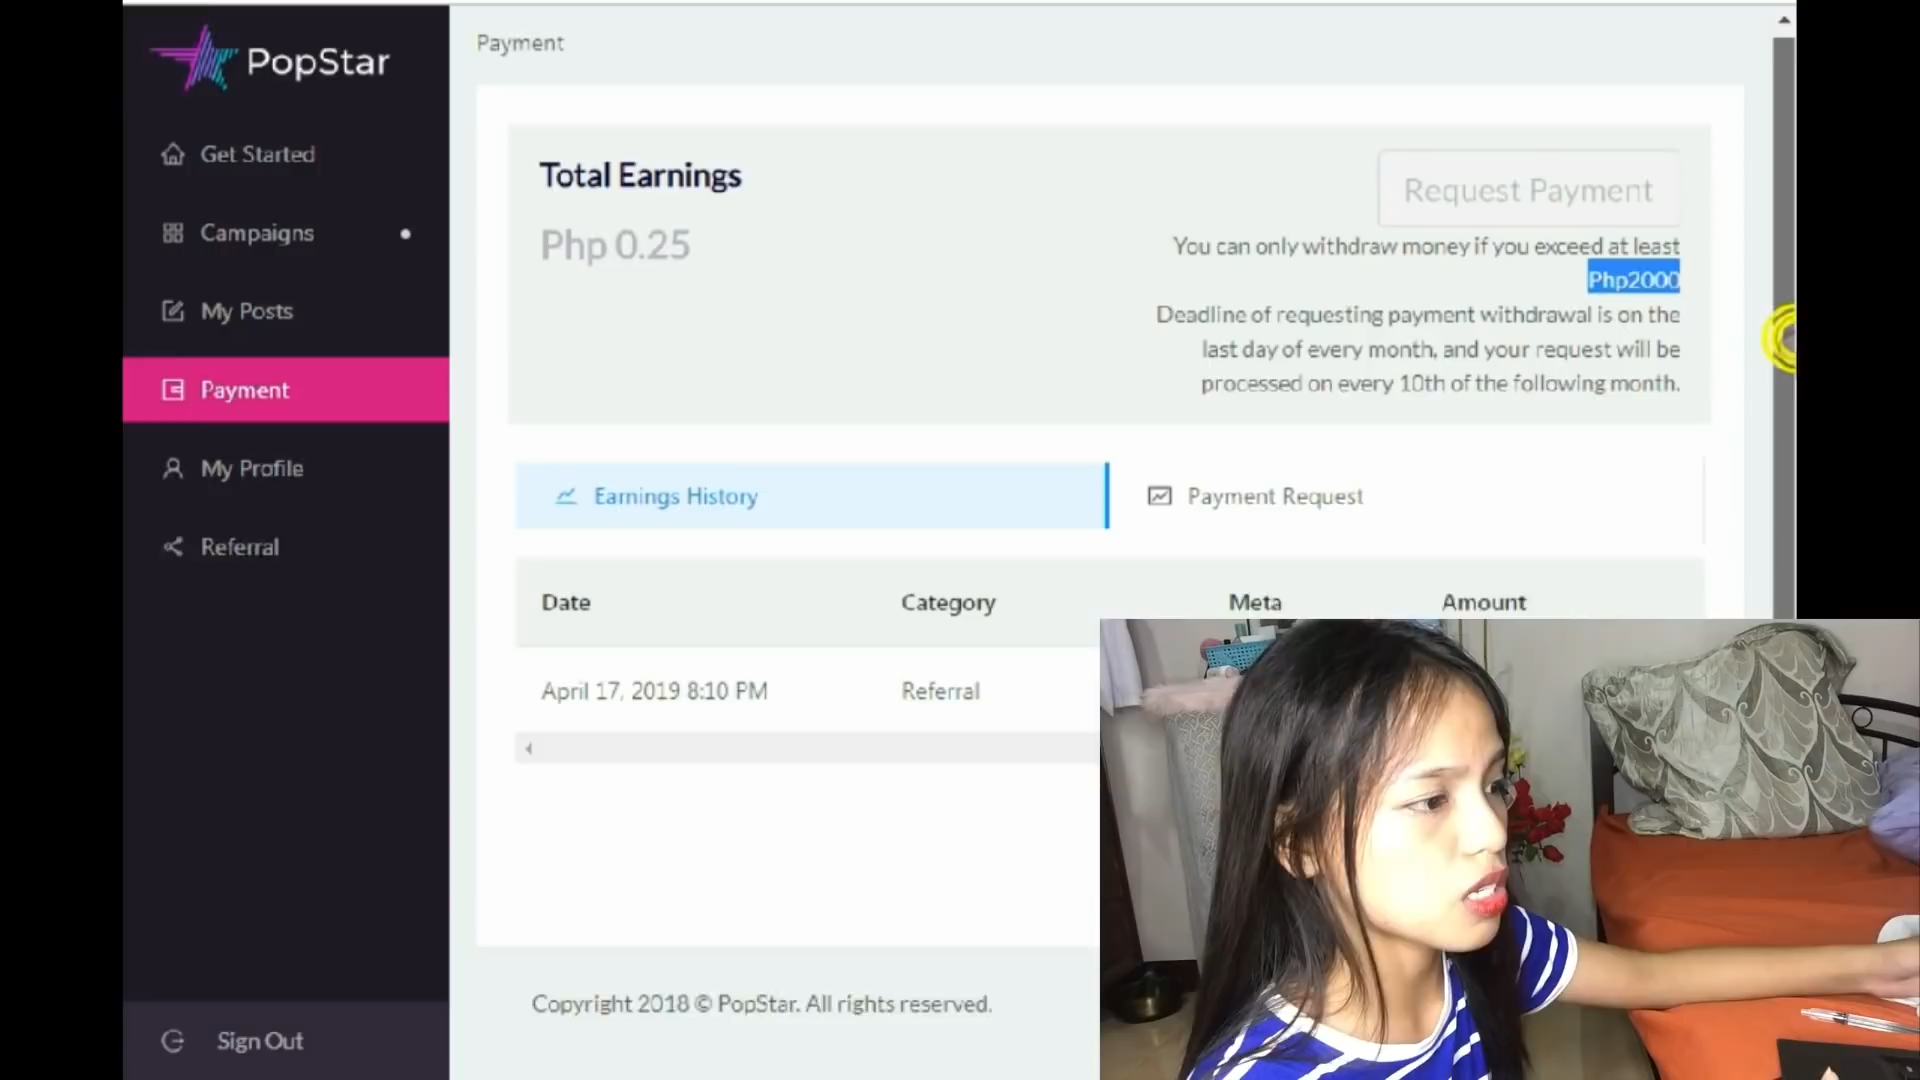 PopStar
Get Started
Campaigns
My Posts
Payment
My Profile
Referral
Sign Out
Payment
Total Earnings
Php 0.25
Request Payment
You can only withdraw money if you exceed at least
Php2000
Deadline of requesting payment withdrawal is on the
last day of every month, and your request will be
processed on every 10th of the following month.
Earnings History
Payment Request
Date Category Meta Amount
April 17, 2019 8:10 PM Referral
Copyright 2018 © PopStar. All rights reserved.